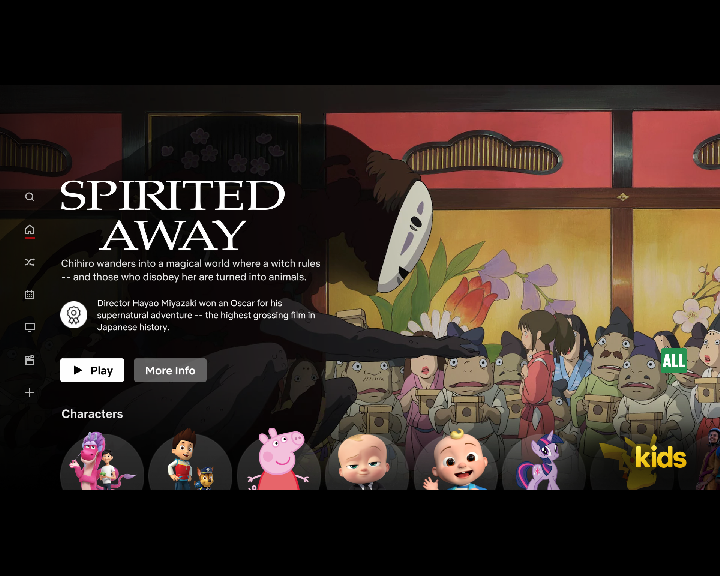 SPIRITED
AWAY
Chihiro wanders into a magical world where a witch rules
-- and those who disobey her are turned into animals.
Director Hayao Miyazaki won an Oscar for his
supernatural adventure -- the highest grossing film in
Japanese history.
Play
More Info
ALL
Characters
kids